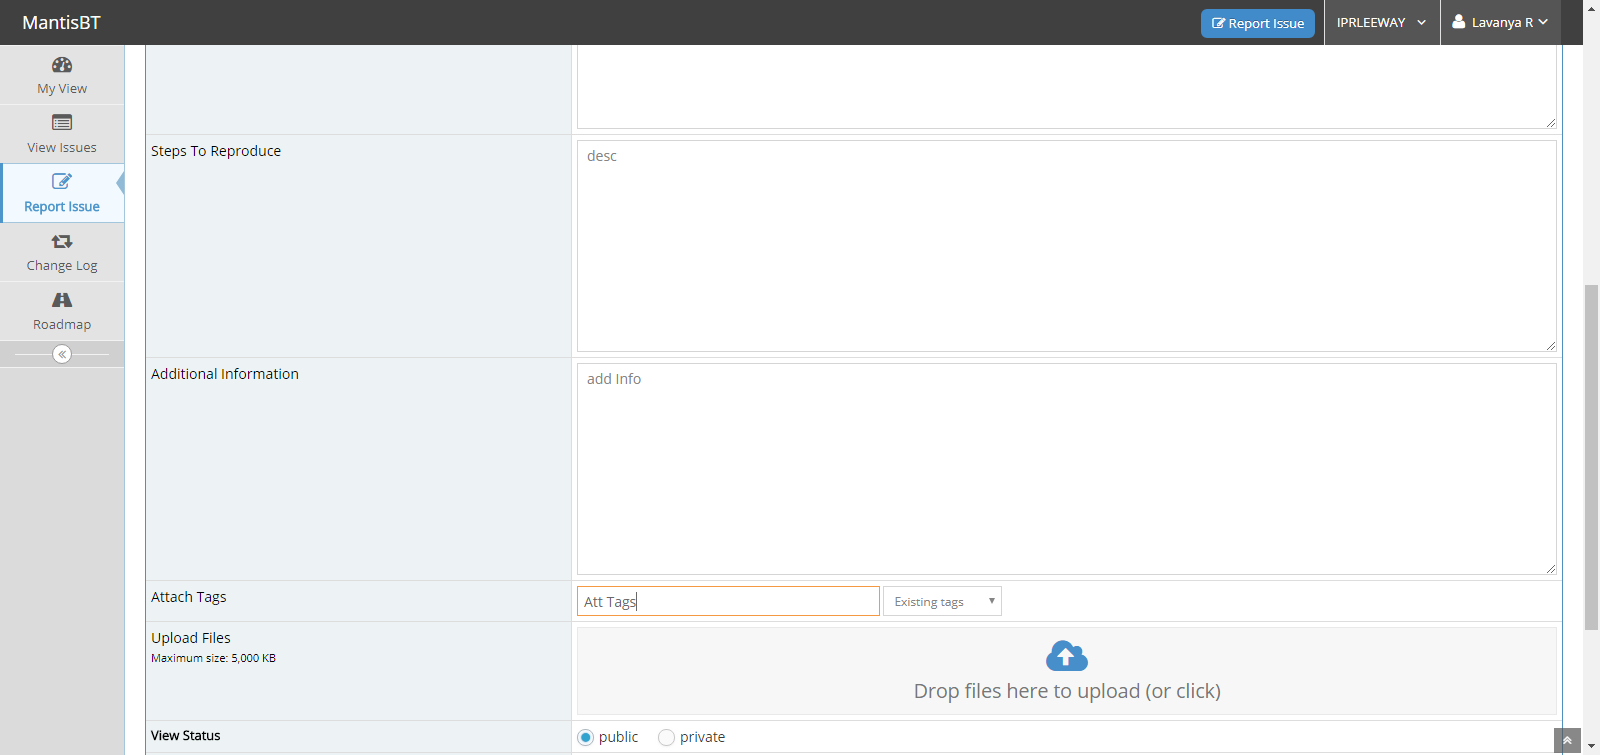 MantisBT
Report Issue
IPRLEEWAY
Lavanya R
My View
View Issues
Report Issue
Change Log
Roadmap
Steps To Reproduce
desc
Additional Information
add Info
Attach Tags
Att Tags
Existing tags
Upload Files
Maximum size: 5,000 KB
Drop files here to upload (or click)
View Status
public
private